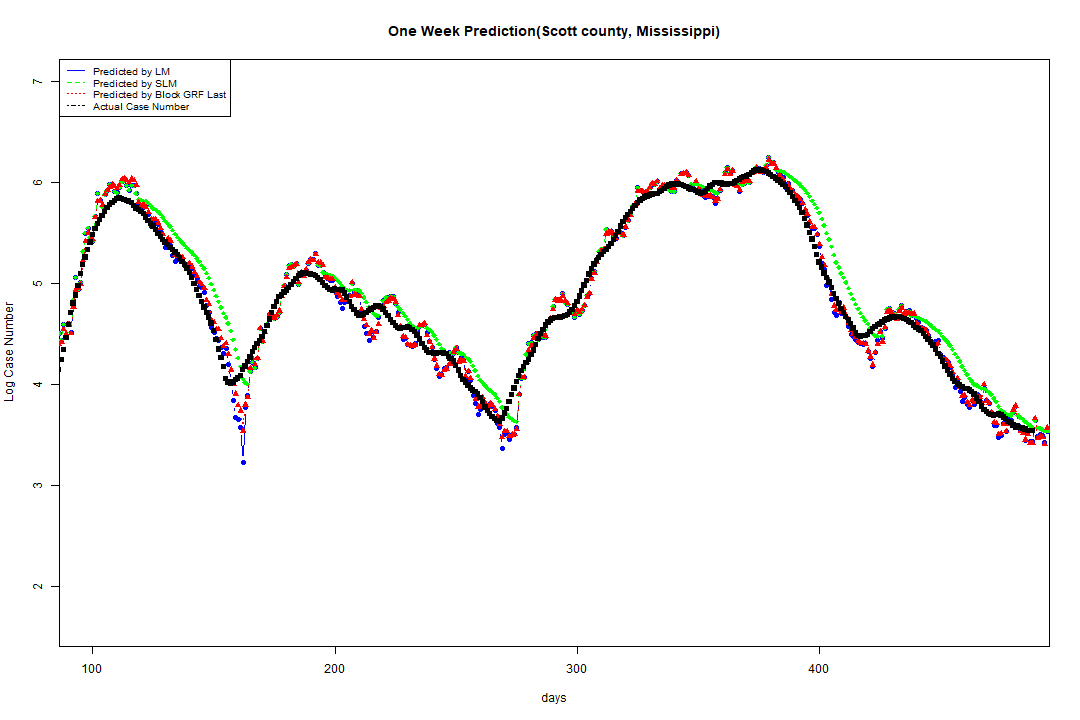 One Week Prediction(Scott county, Mississippi)
Predicted by LM
Predicted by SLM
Predicted by Block GRF Last
Actual Case Number
7
6
5
4
3
2
Log Case Number
100 200 300 400
days